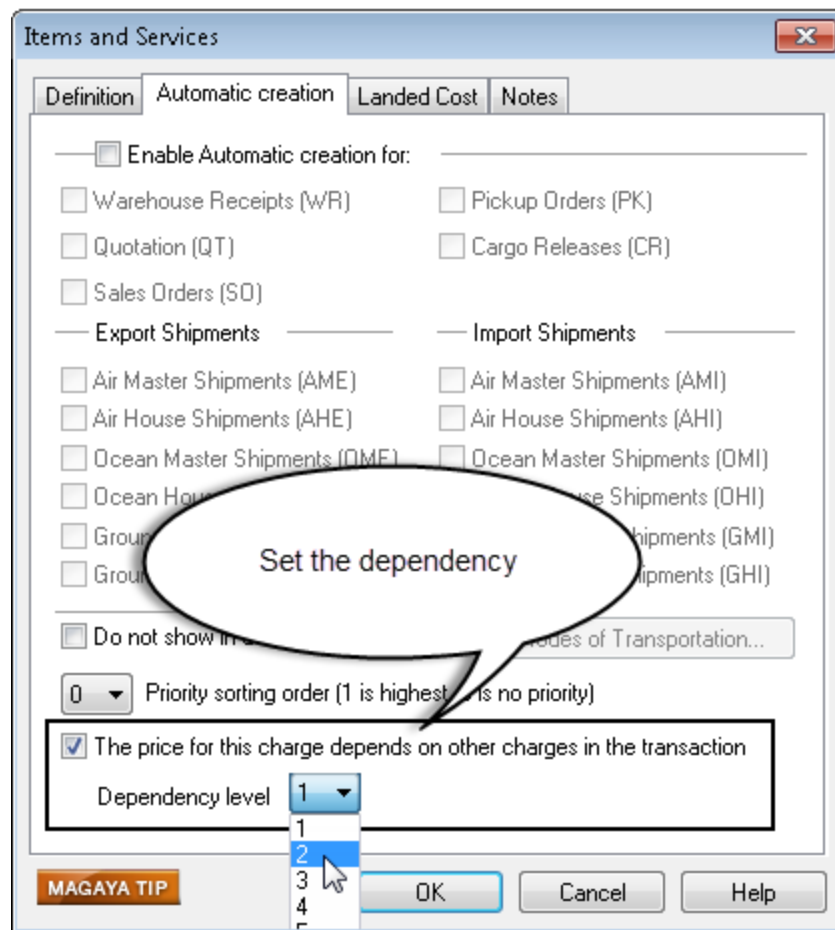 Items and Services
Definition Automatic creation Landed Cost Notes
Enable Automatic creation for:
Warehouse Receipts (WR) Pickup Orders (PK)
Quotation (QT) Cargo Releases (CR)
Sales Orders (SO)
Export Shipments Import Shipments
Air Master Shipments (AME) Air Master Shipments (AMI)
Air House Shipments (AHE) Air House Shipments (AHI)
Ocean Master Shipments (OME) Ocean Master Shipments (OMI)
Ocean Shipments (OHI)
(GMI)
Set the dependency
(GHI)
Do not show in of Transportation...
0 Priority sorting order (1 is highest is no priority)
The price for this charge depends on other charges in the transaction
Dependency level 1
1
2
3
4
MAGAYA TIP OK Cancel Help